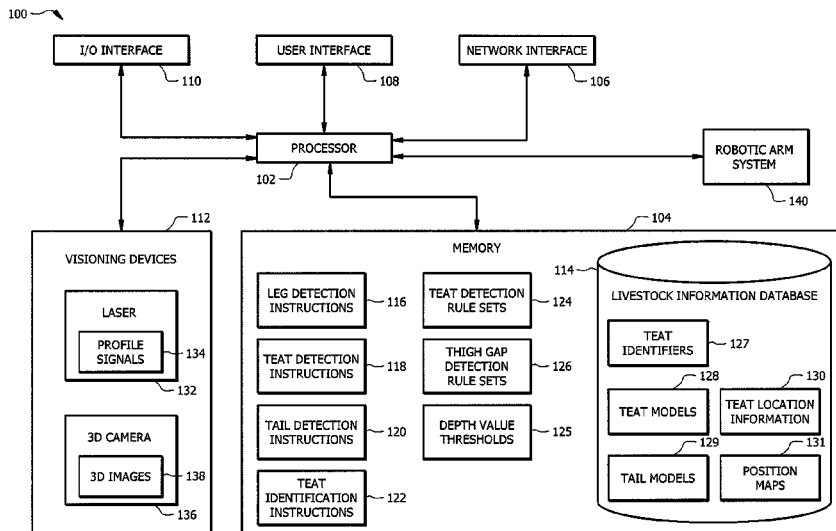 100
I/O INTERFACE
110
USER INTERFACE
108
NETWORK INTERFACE
106
PROCESSOR
102
ROBOTIC ARM
SYSTEM
140
112
VISIONING DEVICES
LASER
PROFILE
SIGNALS
134
132
3D CAMERA
3D IMAGES
138
136
104
MEMORY
LEG DETECTION
INSTRUCTIONS
116
TEAT DETECTION
INSTRUCTIONS
118
TAIL DETECTION
INSTRUCTIONS
120
TEAT
IDENTIFICATION
INSTRUCTIONS
122
TEAT DETECTION
RULE SETS
124
THIGH GAP
DETECTION
RULE SETS
126
DEPTH VALUE
THRESHOLDS
125
114
LIVESTOCK INFORMATION DATABASE
TEAT
IDENTIFIERS
127
128
TEAT MODELS
130
TEAT LOCATION
INFORMATION
129
TAIL MODELS
131
POSITION
MAPS